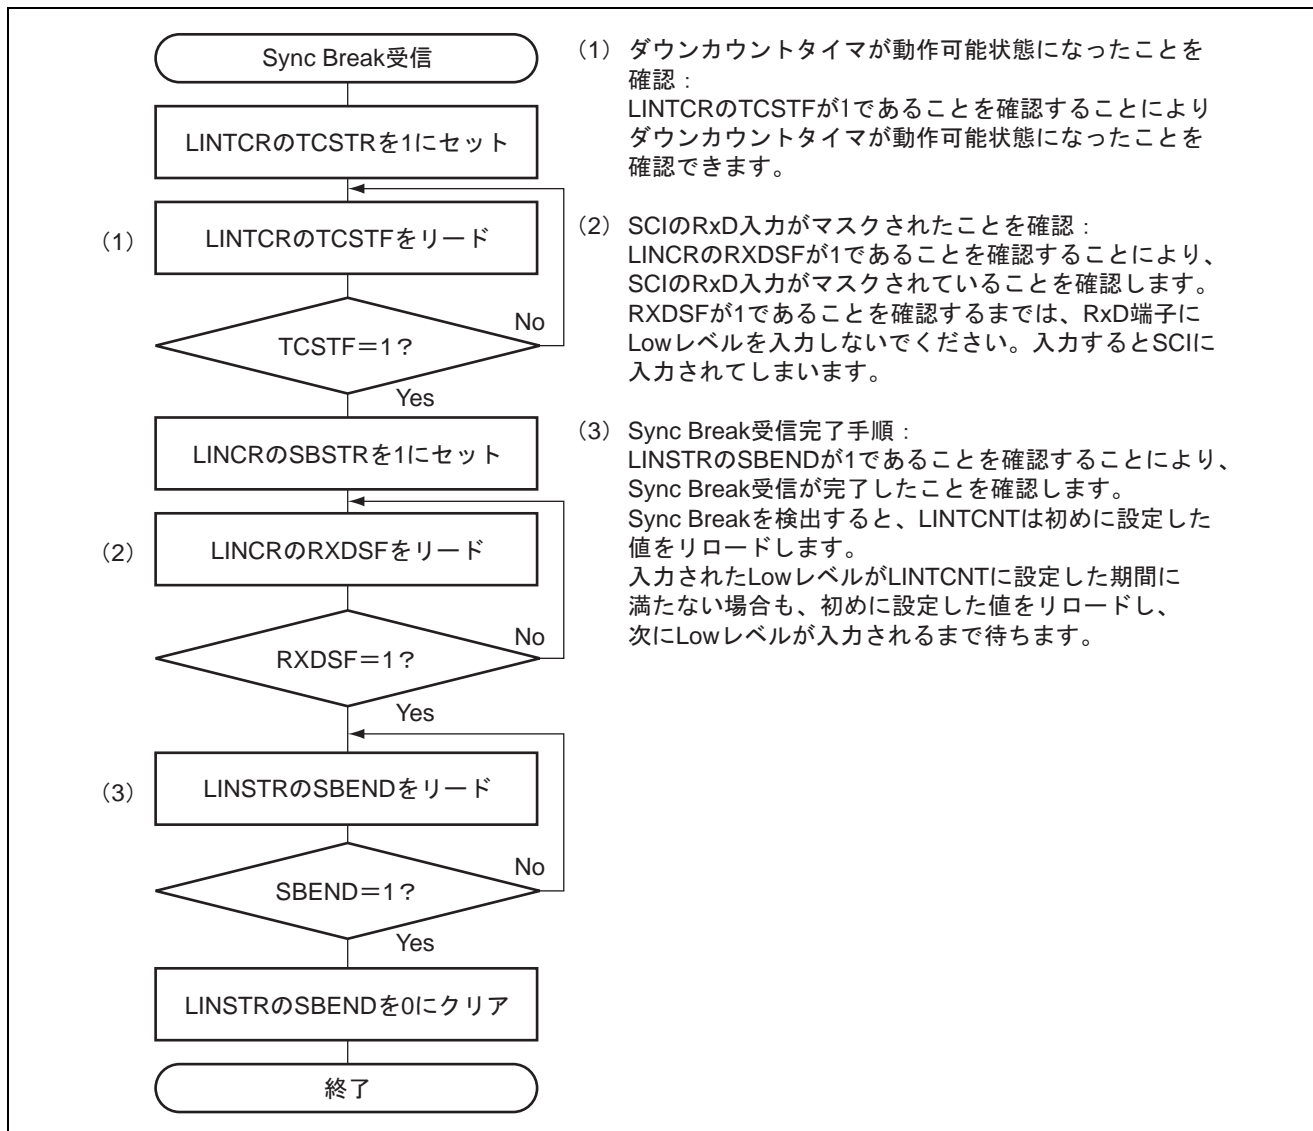 Sync Break受信
LINTCRのTCSTRを1にセット
(1)
LINTCRのTCSTFをリード
TCSTF＝1？
No
Yes
LINCRのSBSTRを1にセット
(2)
LINCRのRXDSFをリード
RXDSF＝1？
No
Yes
(3)
LINSTRのSBENDをリード
SBEND＝1？
No
Yes
LINSTRのSBENDを0にクリア
終了
(1) ダウンカウントタイマが動作可能状態になったことを
確認：
LINTCRのTCSTFが1であることを確認することにより
ダウンカウントタイマが動作可能状態になったことを
確認できます。
(2) SCIのRxD入力がマスクされたことを確認：
LINCRのRXDSFが1であることを確認することにより、
SCIのRxD入力がマスクされていることを確認します。
RXDSFが1であることを確認するまでは、RxD端子に
Lowレベルを入力しないでください。入力するとSCIに
入力されてしまいます。
(3) Sync Break受信完了手順：
LINSTRのSBENDが1であることを確認することにより、
Sync Break受信が完了したことを確認します。
Sync Breakを検出すると、LINTCNTは初めに設定した
値をリロードします。
入力されたLowレベルがLINTCNTに設定した期間に
満たない場合も、初めに設定した値をリロードし、
次にLowレベルが入力されるまで待ちます。